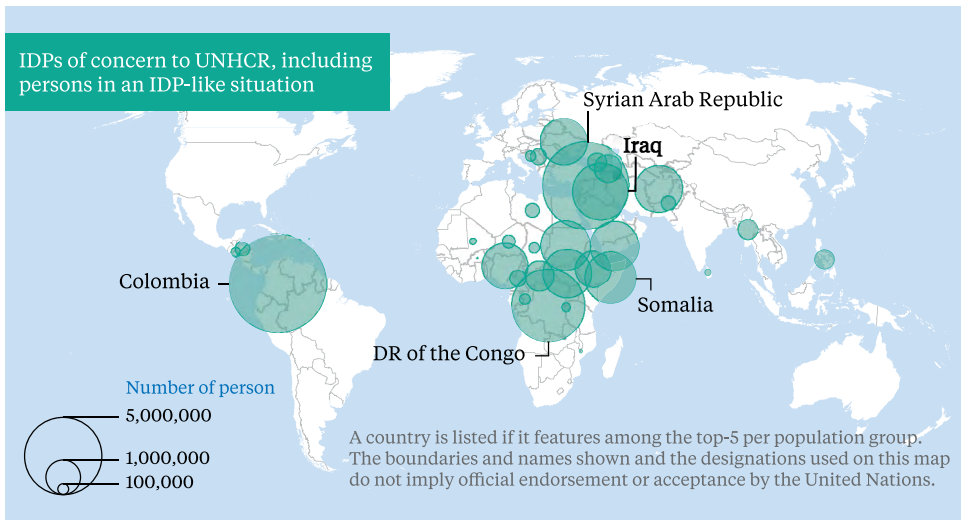 IDPs of concern to UNHCR, including
persons in an IDP-like situation
Syrian Arab Republic
Iraq
Colombia
Somalia
DR of the Congo
Number of person
5,000,000
1,000,000
100,000
A country is listed if it features among the top-5 per population group.
The boundaries and names shown and the designations used on this map
do not imply official endorsement or acceptance by the United Nations.